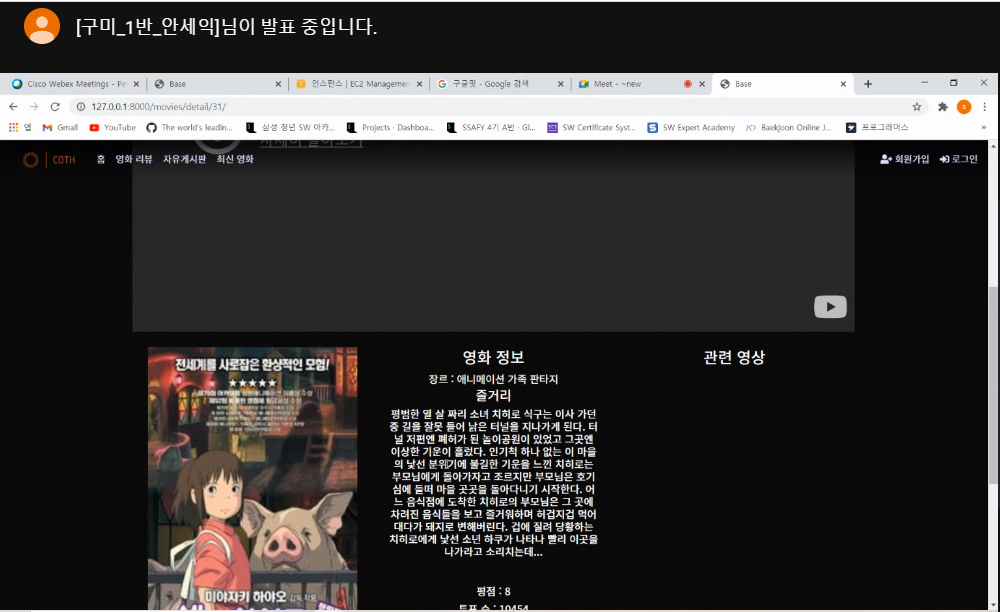 [구미_1반_안세익]님이 발표 중입니다.
Cisco Webex Meetings - Pe
Base
인스턴스 | EC2 Managemen
구글밋 - Google 검색
Meet - ~new
Base
127.0.0.1:8000/movies/detail/31/
앱
Gmail
YouTube
The world's leadin...
삼성 청년 SW 아카...
Projects · Dashboa...
SSAFY 4기 A반 · Gi...
SW Certificate Syst...
SW Expert Academy
Baekjoon Online J...
프로그래머스
COTH
홈
영화 리뷰
자유게시판
최신 영화
회원가입
로그인
자세히 알아보기
전세계를 사로잡은 환상적인 모험!
영화 정보
장르 : 애니메이션 가족 판타지
줄거리
평범한 열 살 짜리 소녀 치히로 식구는 이사 가던
중 길을 잘못 들어 낡은 터널을 지나가게 된다. 터
널 저편엔 폐허가 된 놀이공원이 있었고 그곳엔
이상한 기운이 흘렀다. 인기척 하나 없는 이 마을
의 낯선 분위기에 불길한 기운을 느낀 치히로는
부모님에게 돌아가자고 조르지만 부모님은 호기
심에 들떠 마을 곳곳을 돌아다니기 시작한다. 어
느 음식점에 도착한 치히로의 부모님은 그 곳에
차려진 음식들을 보고 즐거워하며 허겁지겁 먹어
대다가 돼지로 변해버린다. 겁에 질려 당황하는
치히로에게 낯선 소년 하쿠가 나타나 빨리 이곳을
나가라고 소리치는데...
평점 : 8
투표 수 : 10454
관련 영상
미야자키 하야오 감독 작품